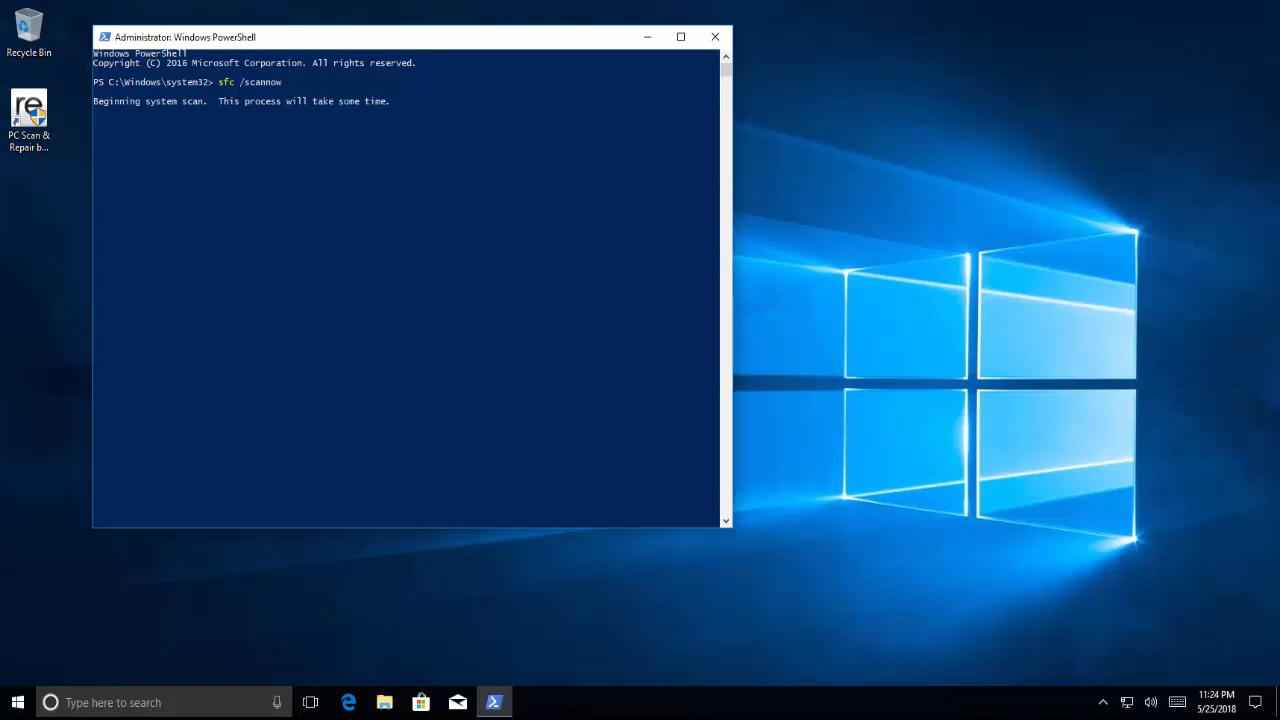 Recycle Bin
re
PC Scan &
Repair b...
Administrator: Windows PowerShell
Windows PowerShell
Copyright (C) 2016 Microsoft Corporation. All rights reserved.
PS C:\Windows\system32> sfc /scannow
Beginning system scan.  This process will take some time.
Type here to search
11:24 PM
5/25/2018